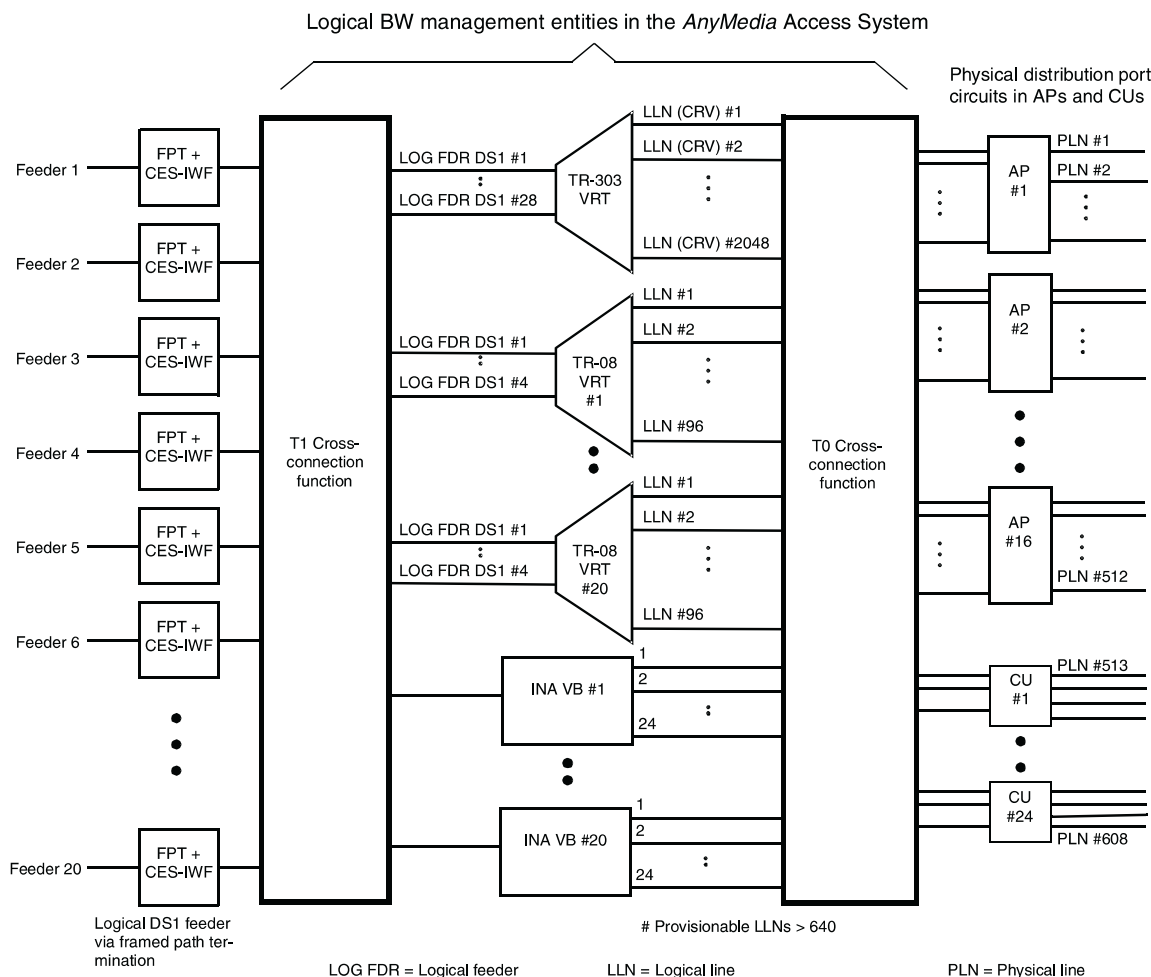 Logical BW management entities in the AnyMedia Access System
Physical distribution port
circuits in APs and CUs
Feeder 1
FPT +
CES-IWF
Feeder 2
FPT +
CES-IWF
Feeder 3
FPT +
CES-IWF
Feeder 4
FPT +
CES-IWF
Feeder 5
FPT +
CES-IWF
Feeder 6
FPT +
CES-IWF
Feeder 20
FPT +
CES-IWF
Logical DS1 feeder
via framed path ter-
mination
T1 Cross-
connection
function
LOG FDR DS1 #1
LOG FDR DS1 #28
TR-303
VRT
LLN (CRV) #1
LLN (CRV) #2
LLN (CRV) #2048
LOG FDR DS1 #1
LOG FDR DS1 #4
TR-08
VRT
#1
LLN #1
LLN #2
LLN #96
LOG FDR DS1 #1
LOG FDR DS1 #4
TR-08
VRT
#20
LLN #1
LLN #2
LLN #96
INA VB #1
1
2
24
INA VB #20
1
2
24
T0 Cross-
connection
function
AP
#1
PLN #1
PLN #2
AP
#2
AP
#16
PLN #512
CU
#1
PLN #513
CU
#24
PLN #608
# Provisionable LLNs > 640
LOG FDR = Logical feeder
LLN = Logical line
PLN = Physical line